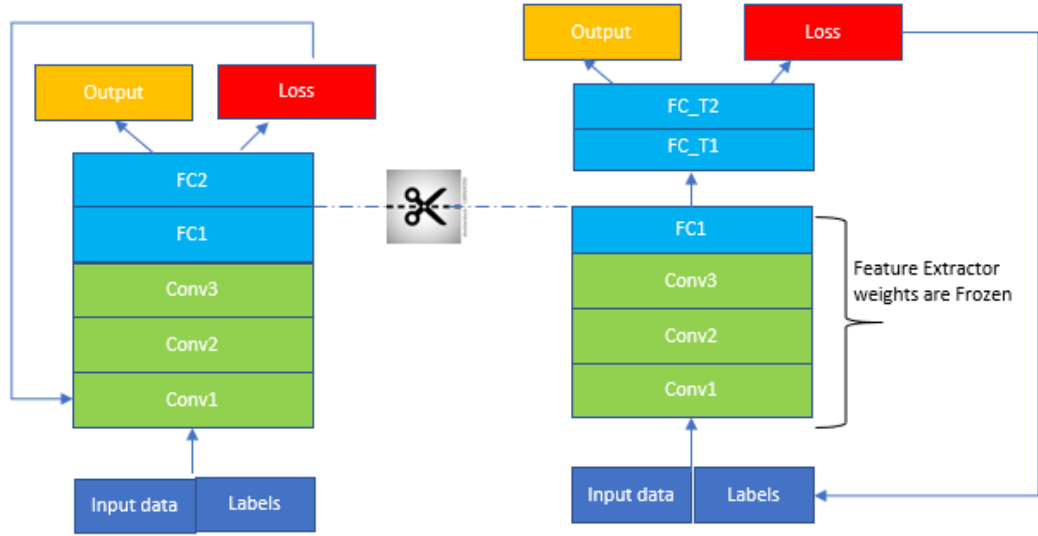 Output
Loss
FC2
FC1
Conv3
Conv2
Conv1
Input data
Labels
Output
Loss
FC_T2
FC_T1
FC1
Conv3
Conv2
Conv1
Input data
Labels
Feature Extractor
weights are Frozen